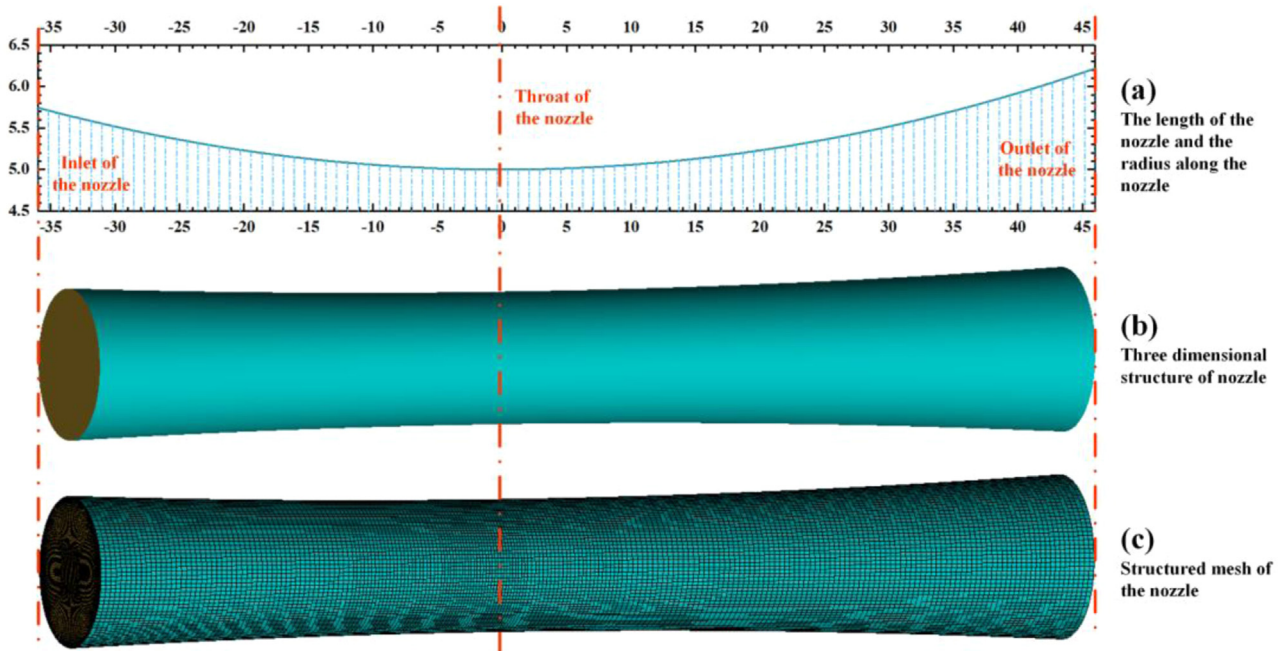 -35 -30 -25 -20 -15 -10 -5 0 5 10 15 20 25 30 35 40 45
6.5
6.0
5.5
5.0
4.5
Throat of
the nozzle
Inlet of
the nozzle
Outlet of
the nozzle
-35 -30 -25 -20 -15 -10 -5 0 5 10 15 20 25 30 35 40 45
(a)
The length of the
nozzle and the
radius along the
nozzle
(b)
Three dimensional
structure of nozzle
(c)
Structured mesh of
the nozzle